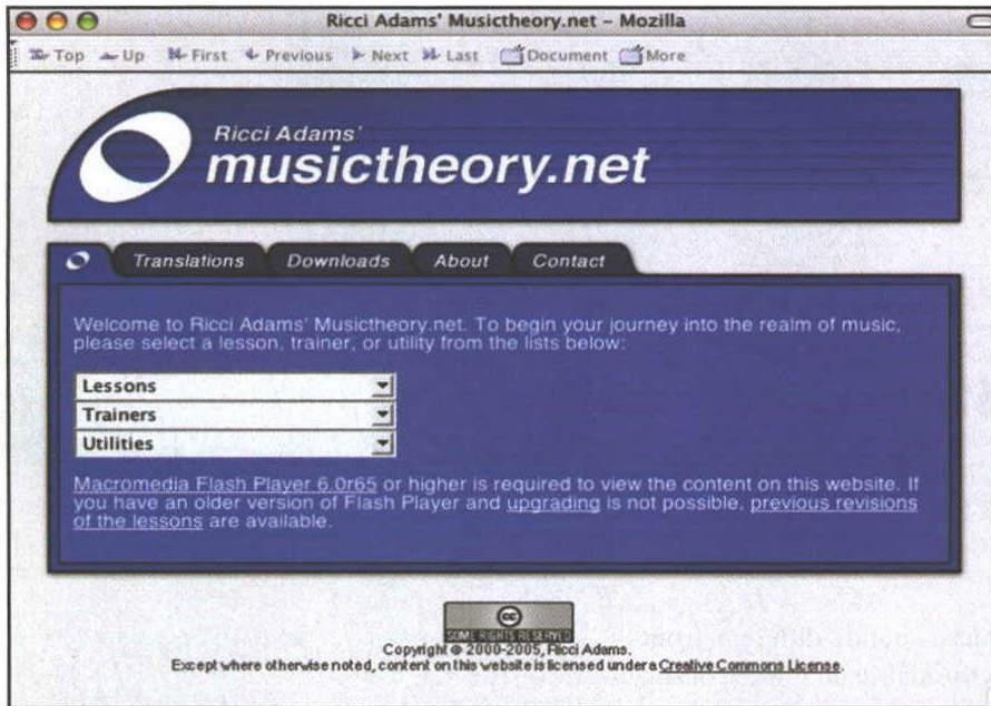 Ricci Adams' Musictheory.net – Mozilla
Top Up First Previous Next Last Document More
Ricci Adams'
musictheory.net
Translations Downloads About Contact
Welcome to Ricci Adams' Musictheory.net. To begin your journey into the realm of music,
please select a lesson, trainer, or utility from the lists below:
Lessons
Trainers
Utilities
Macromedia Flash Player 6.0r65 or higher is required to view the content on this website. If
you have an older version of Flash Player and upgrading is not possible, previous revisions
of the lessons are available.
cc
SOME RIGHTS RESERVED
Copyright © 2000-2005, Ricci Adams.
Except where otherwise noted, content on this website is licensed under a Creative Commons License.